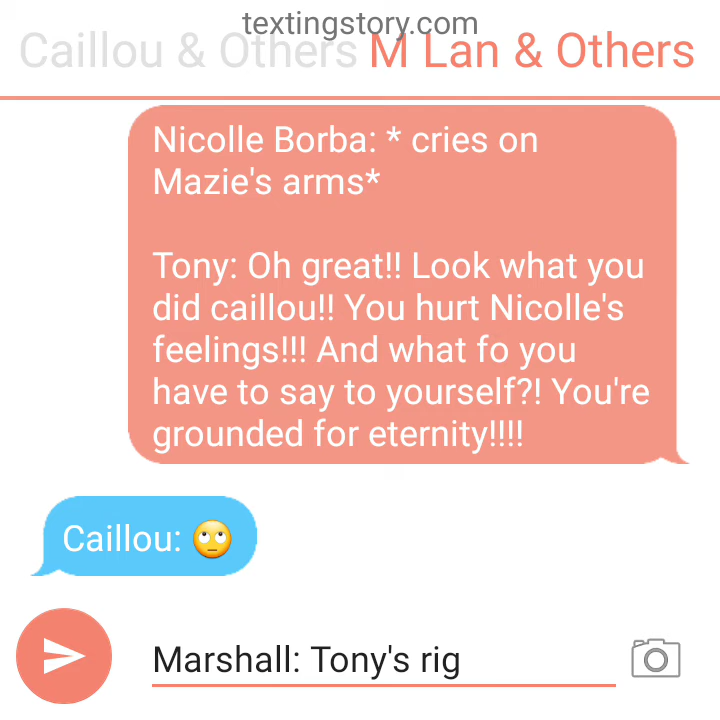 textingstory.com
Caillou & Others M Lan & Others
Nicolle Borba: * cries on
Mazie's arms*
Tony: Oh great!! Look what you
did caillou!! You hurt Nicolle's
feelings!!! And what fo you
have to say to yourself?! You're
grounded for eternity!!!!
Caillou: 🙄
Marshall: Tony's rig